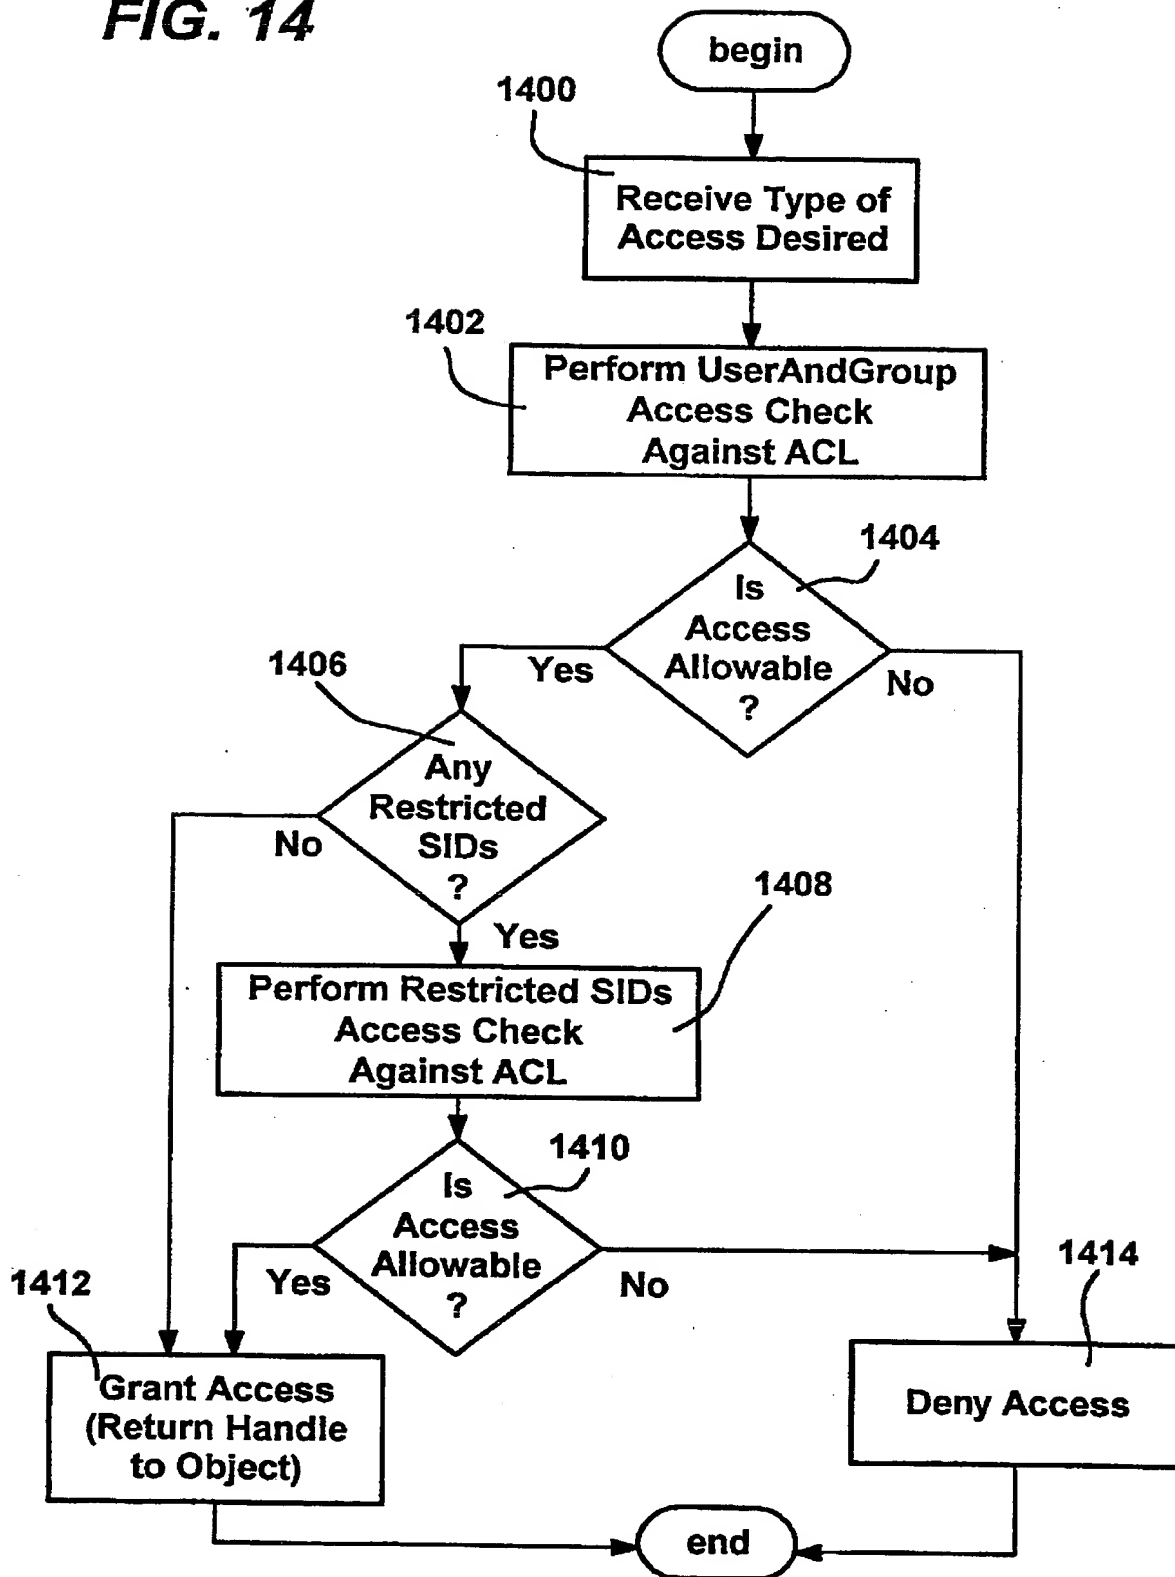 FIG. 14
begin
1400
Receive Type of
Access Desired
1402
Perform UserAndGroup
Access Check
Against ACL
1404
Is
Access
Allowable
?
Yes
No
1406
Any
Restricted
SIDs
?
No
Yes
1408
Perform Restricted SIDs
Access Check
Against ACL
1410
Is
Access
Allowable
?
Yes
No
1412
Grant Access
(Return Handle
to Object)
1414
Deny Access
end